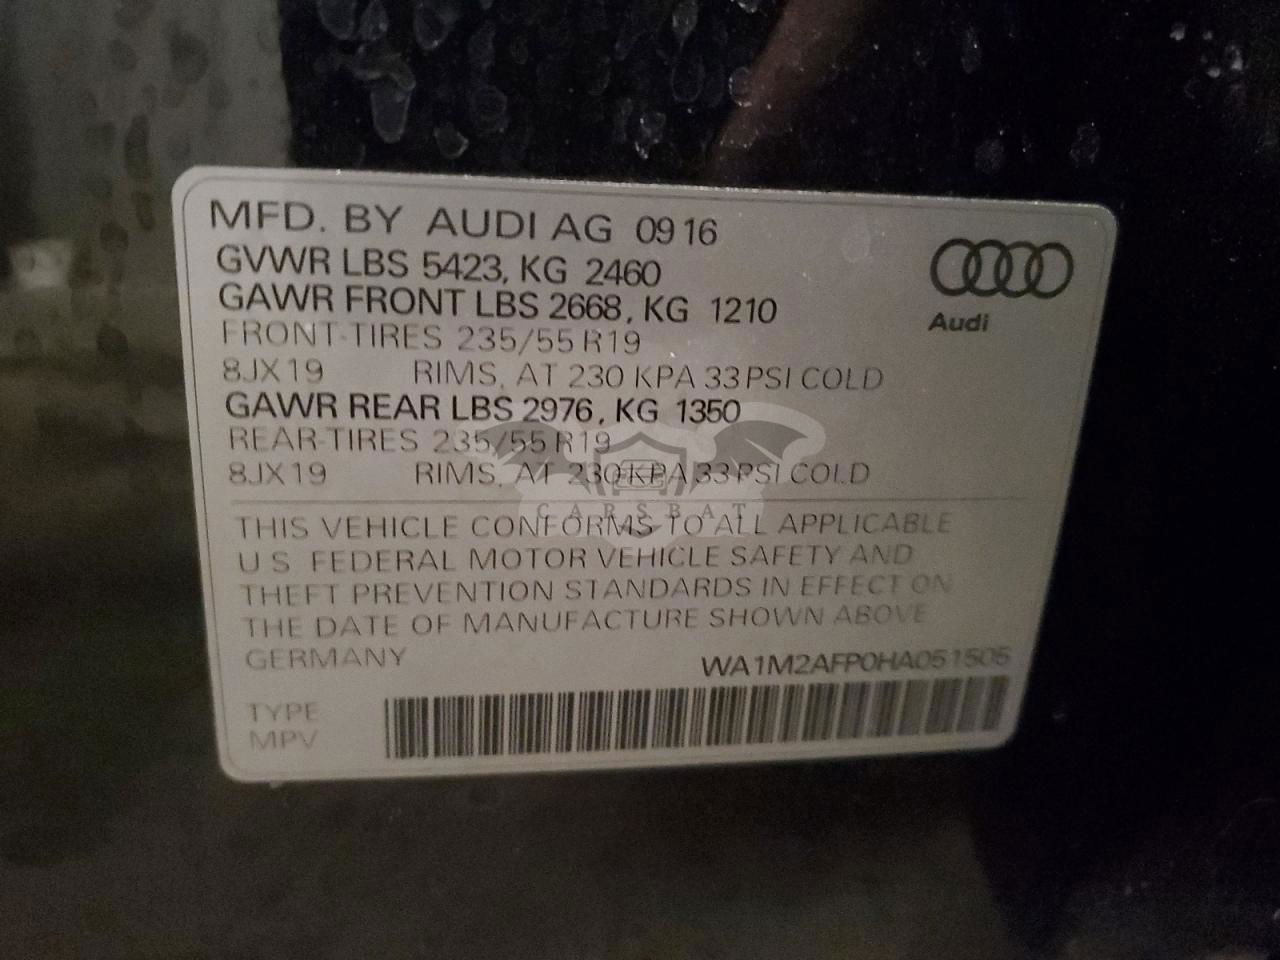 MFD. BY AUDI AG 09 16
GVWR LBS 5423, KG 2460
GAWR FRONT LBS 2668, KG 1210
FRONT-TIRES 235/55 R19
8JX19 RIMS, AT 230 KPA 33 PSI COLD
GAWR REAR LBS 2976, KG 1350
REAR-TIRES 235/55 R19
8JX19 RIMS, AT 230 KPA 33 PSI COLD
Audi
CARSBAT
THIS VEHICLE CONFORMS TO ALL APPLICABLE
U S FEDERAL MOTOR VEHICLE SAFETY AND
THEFT PREVENTION STANDARDS IN EFFECT ON
THE DATE OF MANUFACTURE SHOWN ABOVE
GERMANY WA1M2AFP0HA051505
TYPE
MPV